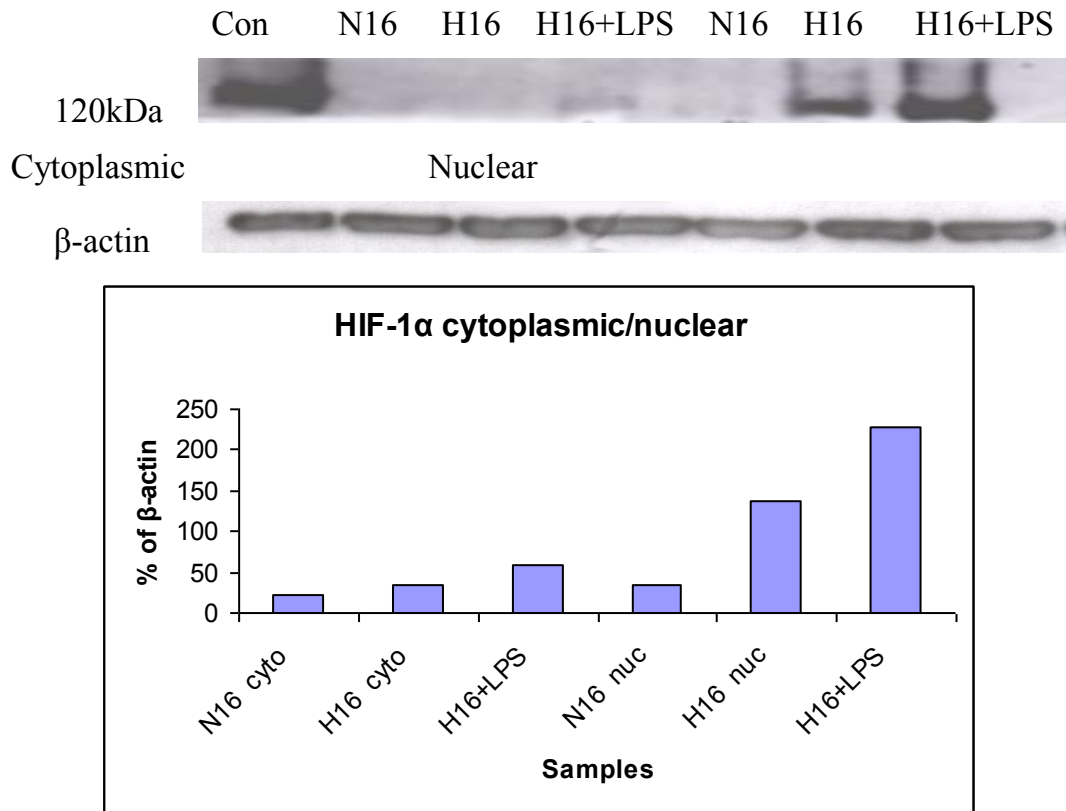 Con N16 H16 H16+LPS N16 H16 H16+LPS
120kDa
Cytoplasmic Nuclear
β-actin
HIF-1α cytoplasmic/nuclear
% of β-actin
250
200
150
100
50
0
N16 cyto
H16 cyto
H16+LPS
N16 nuc
H16 nuc
H16+LPS
Samples